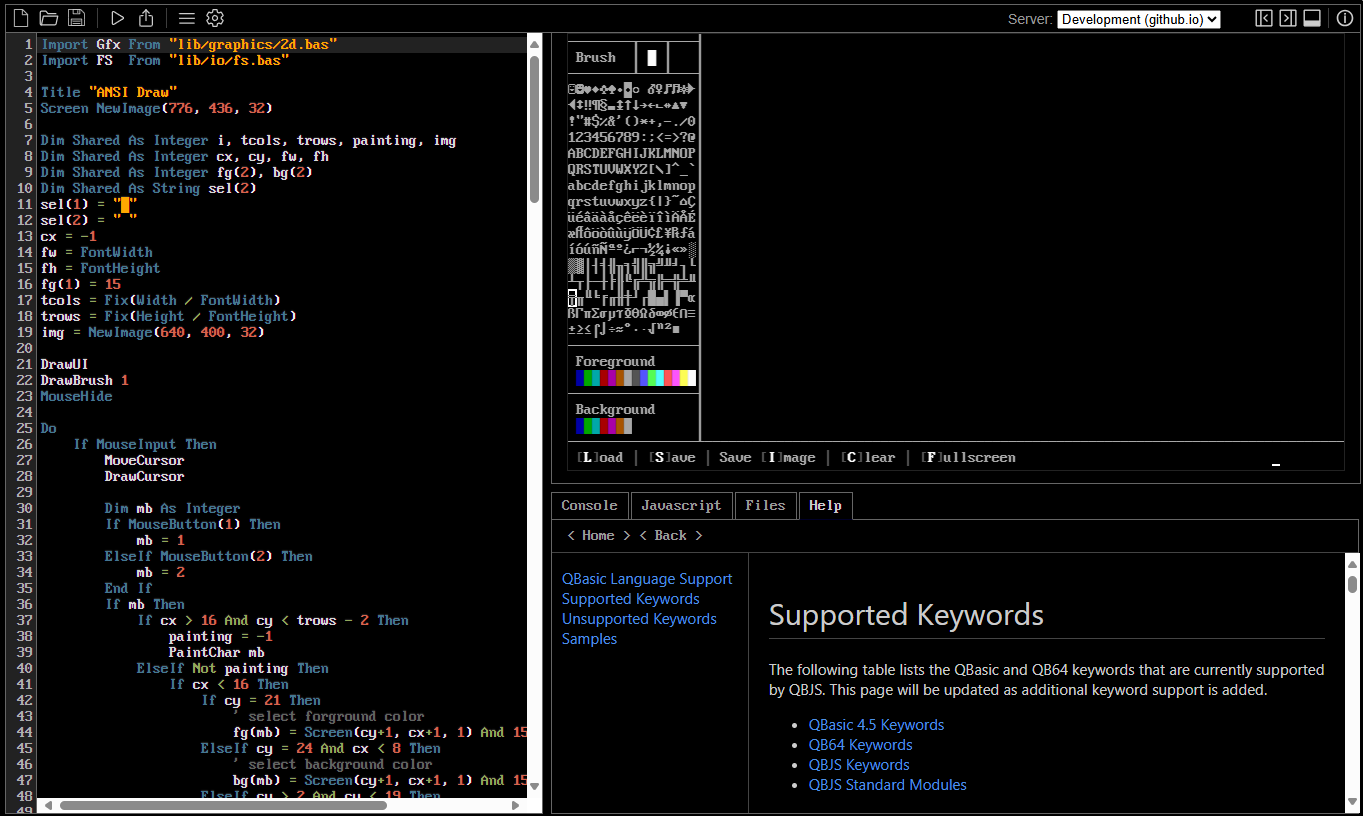 Server: Development (github.io)
1 Import Gfx From "lib/graphics/2d.bas"
2 Import FS  From "lib/io/fs.bas"
3
4 Title "ANSI Draw"
5 Screen NewImage(776, 436, 32)
6
7 Dim Shared As Integer i, tcols, trows, painting, img
8 Dim Shared As Integer cx, cy, fw, fh
9 Dim Shared As Integer fg(2), bg(2)
10 Dim Shared As String sel(2)
11 sel(1) = "█"
12 sel(2) = " "
13 cx = -1
14 fw = FontWidth
15 fh = FontHeight
16 fg(1) = 15
17 tcols = Fix(Width / FontWidth)
18 trows = Fix(Height / FontHeight)
19 img = NewImage(640, 400, 32)
20
21 DrawUI
22 DrawBrush 1
23 MouseHide
24
25 Do
26     If MouseInput Then
27         MoveCursor
28         DrawCursor
29
30         Dim mb As Integer
31         If MouseButton(1) Then
32             mb = 1
33         ElseIf MouseButton(2) Then
34             mb = 2
35         End If
36         If mb Then
37             If cx > 16 And cy < trows - 2 Then
38                 painting = -1
39                 PaintChar mb
40             ElseIf Not painting Then
41                 If cx < 16 Then
42                     If cy = 21 Then
43                         ' select forground color
44                         fg(mb) = Screen(cy+1, cx+1, 1) And 15
45                     ElseIf cy = 24 And cx < 8 Then
46                         ' select background color
47                         bg(mb) = Screen(cy+1, cx+1, 1) And 15
48                     ElseIf cy > 2 And cy < 19 Then
49
Brush
!"#$%&'()*+,-./0
123456789:;<=>?@
ABCDEFGHIJKLMNOP
QRSTUVWXYZ[\]^_`
abcdefghijklmnop
qrstuvwxyz{|}~⌂Ç
üéâäàåçêëèïîìÄÅÉ
æÆôöòûùÿÖÜ¢£¥₧ƒá
íóúñÑªº¿⌐¬½¼¡«»░
ßΓπΣσµτΦΘΩδ∞φε∩≡
±≥≤⌠⌡÷≈°∙·√ⁿ²■
Foreground
Background
[L]oad | [S]ave | Save [I]mage | [C]lear | [F]ullscreen
Console Javascript Files Help
< Home > < Back >
QBasic Language Support
Supported Keywords
Unsupported Keywords
Samples
Supported Keywords
The following table lists the QBasic and QB64 keywords that are currently supported
by QBJS. This page will be updated as additional keyword support is added.
• QBasic 4.5 Keywords
• QB64 Keywords
• QBJS Keywords
• QBJS Standard Modules